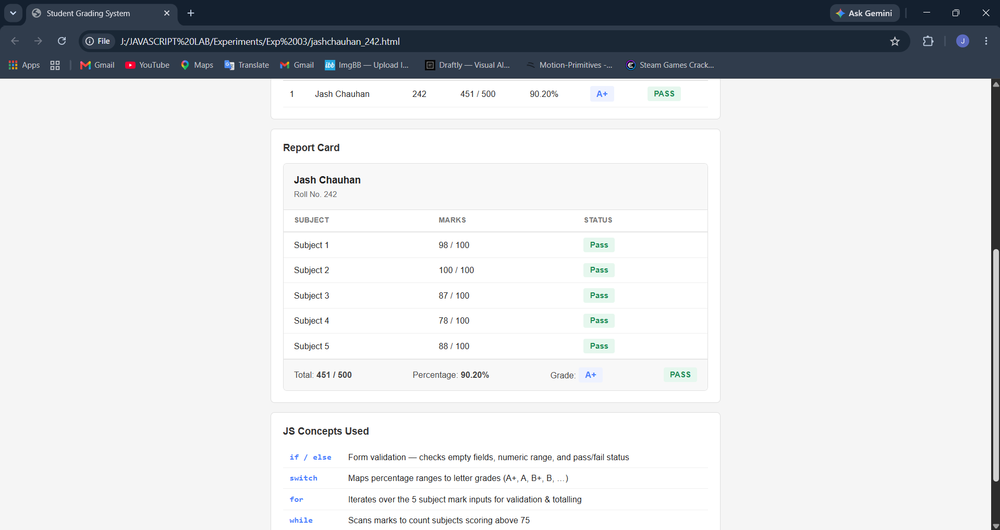 Student Grading System
Ask Gemini
File J:/JAVASCRIPT%20LAB/Experiments/Exp%2003/jashchauhan_242.html
J
Apps Gmail YouTube Maps Translate Gmail ibb ImgBB — Upload I... Draftly — Visual AI... Motion-Primitives -... Steam Games Crack...
1 Jash Chauhan 242 451 / 500 90.20% A+ PASS
Report Card
Jash Chauhan
Roll No. 242
SUBJECT MARKS STATUS
Subject 1 98 / 100 Pass
Subject 2 100 / 100 Pass
Subject 3 87 / 100 Pass
Subject 4 78 / 100 Pass
Subject 5 88 / 100 Pass
Total: 451 / 500 Percentage: 90.20% Grade: A+ PASS
JS Concepts Used
if / else Form validation — checks empty fields, numeric range, and pass/fail status
switch Maps percentage ranges to letter grades (A+, A, B+, B, …)
for Iterates over the 5 subject mark inputs for validation & totalling
while Scans marks to count subjects scoring above 75